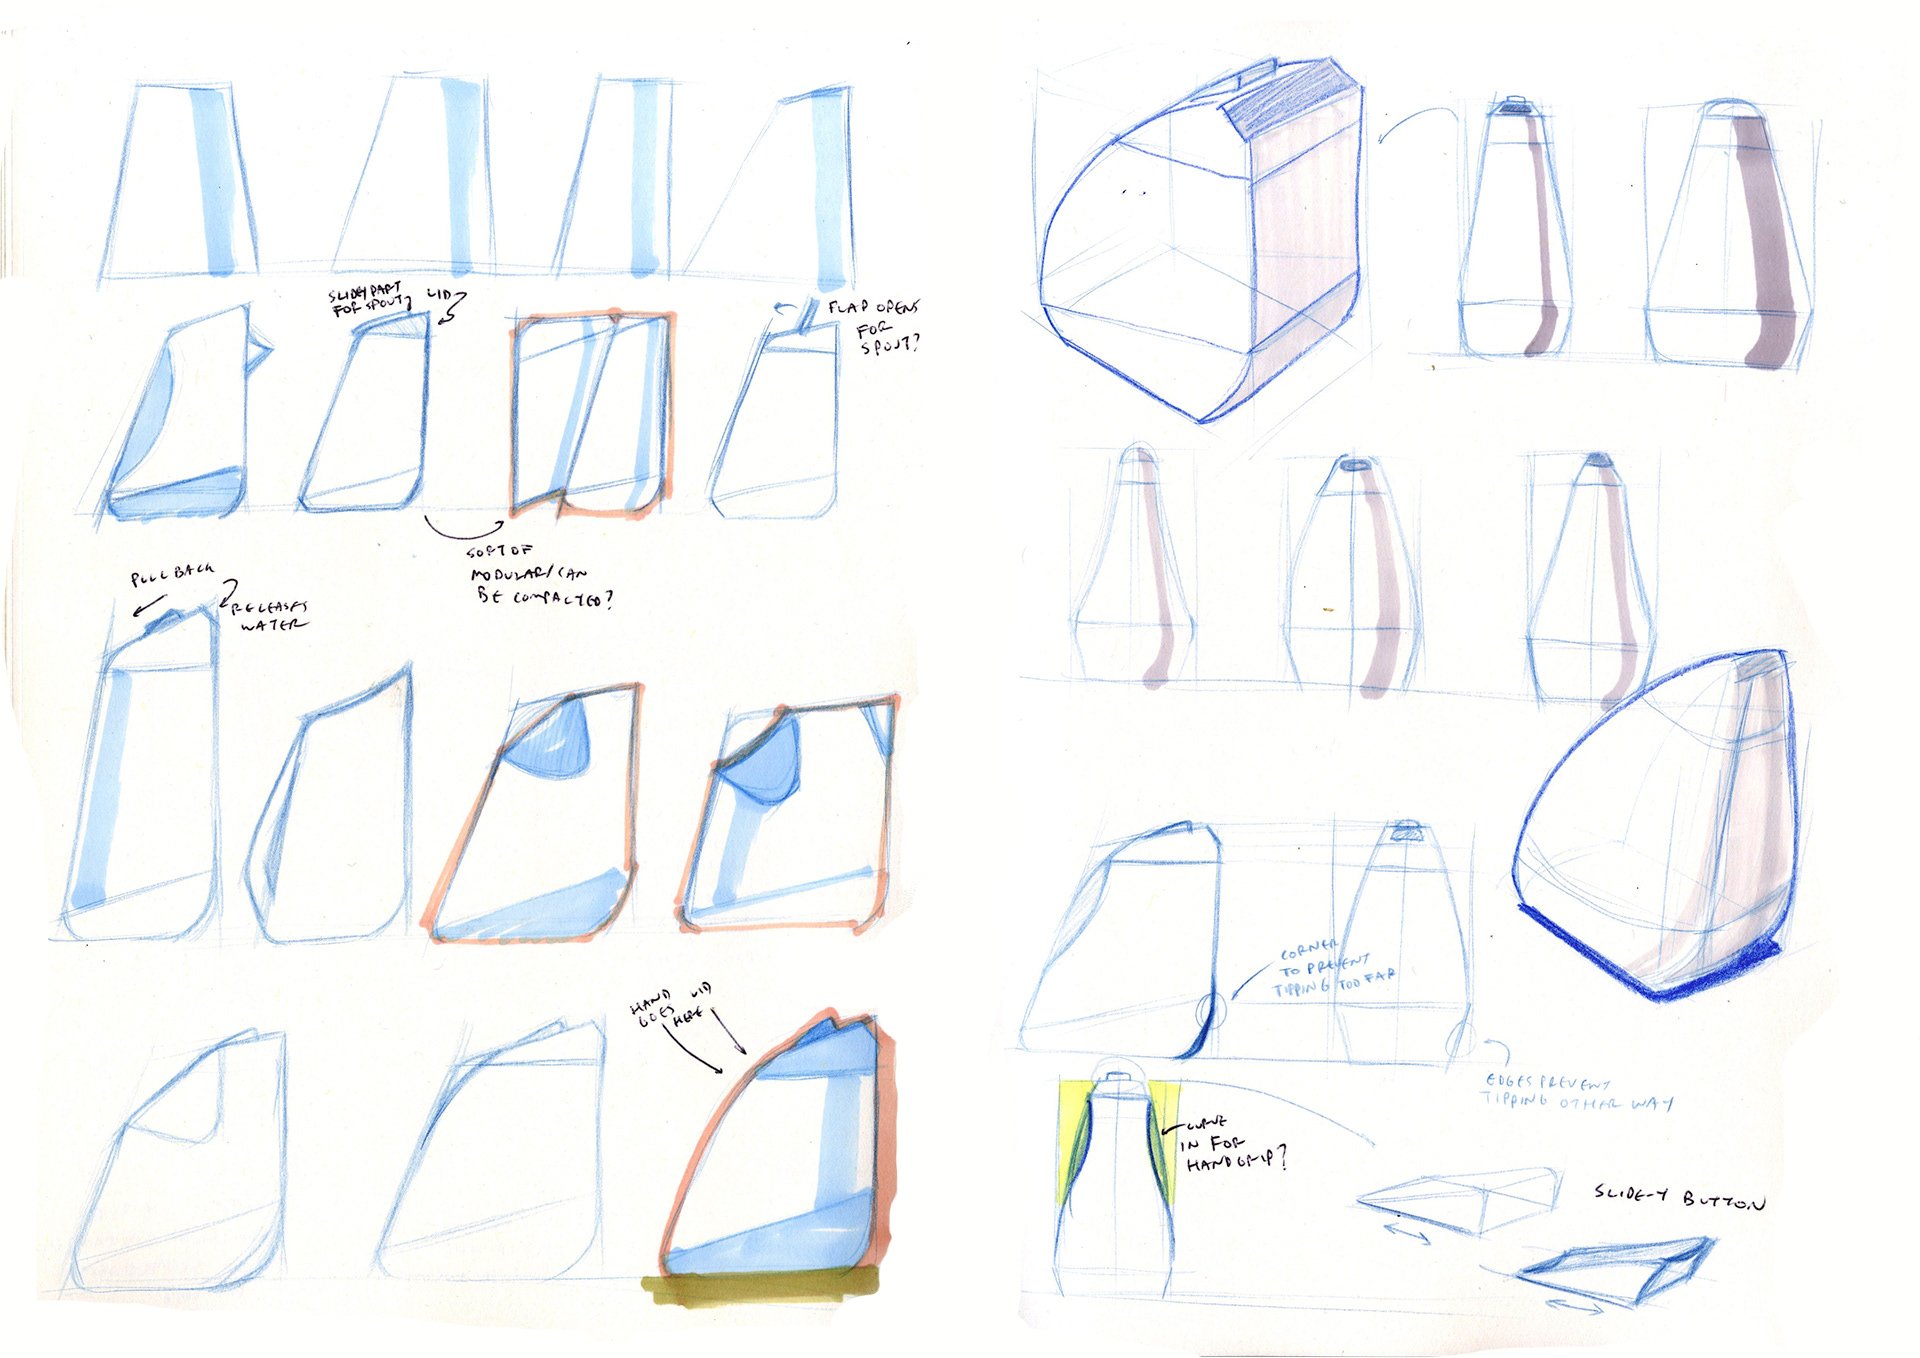 SLIDEY PART
FOR SPOUT?
LID
FLAP OPENS
FOR
SPOUT?
SORT OF
MODULAR/CAN
BE COMPACTED?
PULL BACK
RELEASES
WATER
HAND
GOES
HERE
LID
CORNER
TO PREVENT
TIPPING TOO FAR
EDGES PREVENT
TIPPING OTHER WAY
CURVE
IN FOR
HANDGRIP?
SLIDE-Y BUTTON